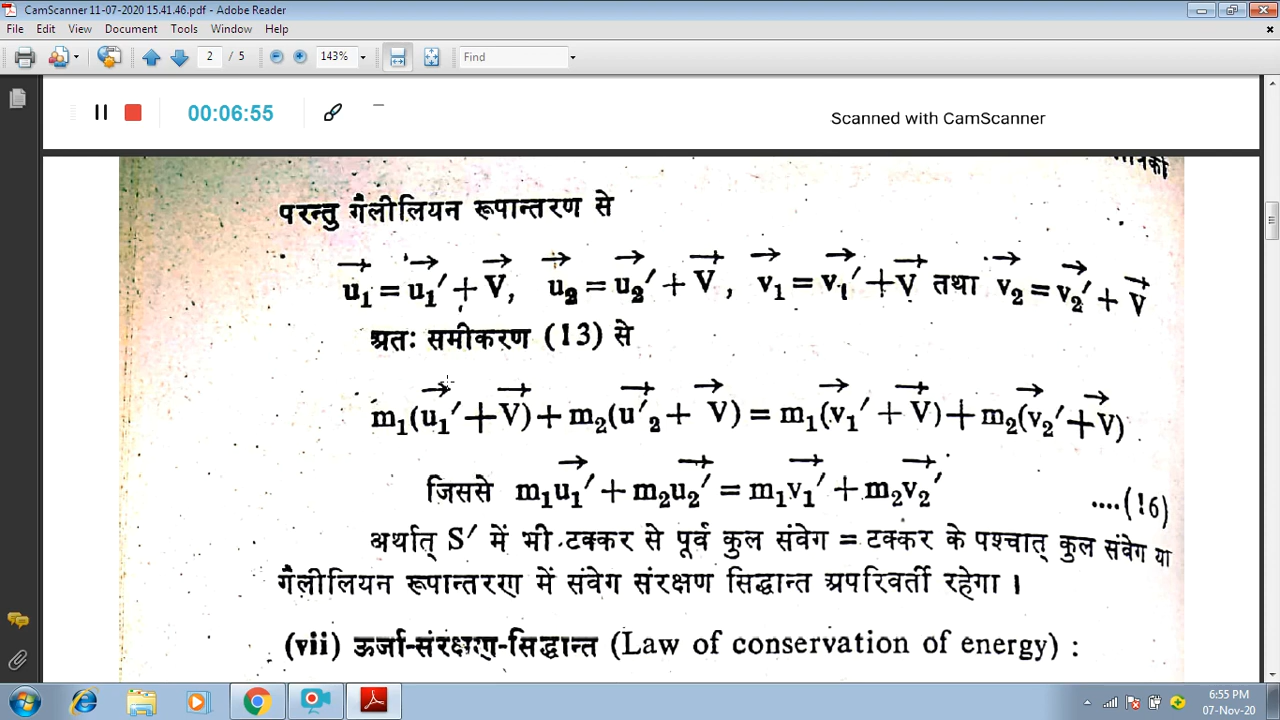 CamScanner 11-07-2020 15.41.46.pdf - Adobe Reader
File Edit View Document Tools Window Help
2 / 5 143% Find
00:06:55
Scanned with CamScanner
परन्तु गैलीलियन रूपान्तरण से
u₁ = u₁′ + V, u₂ = u₂′ + V, v₁ = v₁′ + V तथा v₂ = v₂′ + V
अतः समीकरण (13) से
m₁(u₁′ + V) + m₂(u′₂ + V) = m₁(v₁′ + V) + m₂(v₂′ + V)
जिससे m₁u₁′ + m₂u₂′ = m₁v₁′ + m₂v₂′ ....(16)
अर्थात् S′ में भी टक्कर से पूर्व कुल संवेग = टक्कर के पश्चात् कुल संवेग या
गैलीलियन रूपान्तरण में संवेग संरक्षण सिद्धान्त अपरिवर्ती रहेगा ।
(vii) ऊर्जा-संरक्षण-सिद्धान्त (Law of conservation of energy) :
6:55 PM
07-Nov-20